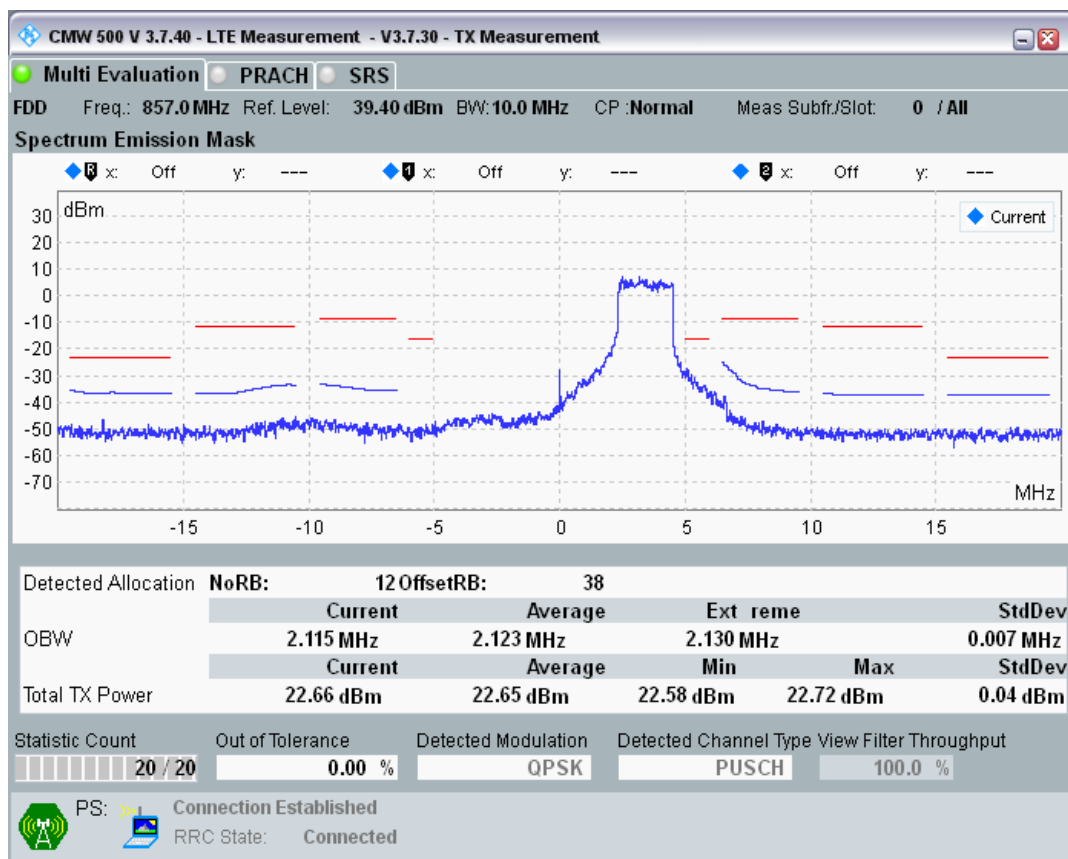 CMW 500 V 3.7.40 - LTE Measurement - V3.7.30 - TX Measurement
Multi Evaluation PRACH SRS
FDD Freq.: 857.0 MHz Ref. Level: 39.40 dBm BW: 10.0 MHz CP :Normal Meas Subfr./Slot: 0 / All
Spectrum Emission Mask
R x: Off y: --- 1 x: Off y: --- 2 x: Off y: ---
dBm
Current
30
20
10
0
-10
-20
-30
-40
-50
-60
-70
MHz
-15 -10 -5 0 5 10 15
Detected Allocation NoRB: 12 OffsetRB: 38
Current Average Ext reme StdDev
OBW 2.115 MHz 2.123 MHz 2.130 MHz 0.007 MHz
Current Average Min Max StdDev
Total TX Power 22.66 dBm 22.65 dBm 22.58 dBm 22.72 dBm 0.04 dBm
Statistic Count Out of Tolerance Detected Modulation Detected Channel Type View Filter Throughput
20 / 20 0.00 % QPSK PUSCH 100.0 %
PS: Connection Established
RRC State: Connected